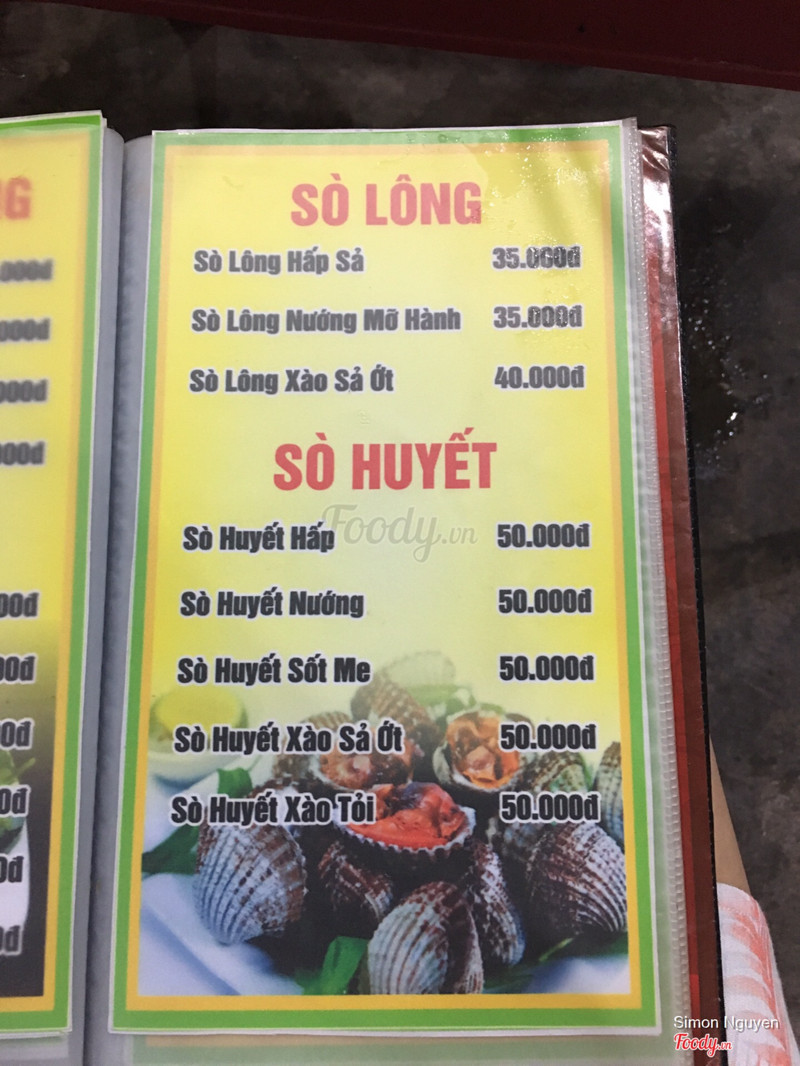 SÒ LÔNG
Sò Lông Hấp Sả 35.000đ
Sò Lông Nướng Mỡ Hành 35.000đ
Sò Lông Xào Sả Ớt 40.000đ
SÒ HUYẾT
Foody.vn
Sò Huyết Hấp 50.000đ
Sò Huyết Nướng 50.000đ
Sò Huyết Sốt Me 50.000đ
Sò Huyết Xào Sả Ớt 50.000đ
Sò Huyết Xào Tỏi 50.000đ
Simon Nguyen
Foody.vn